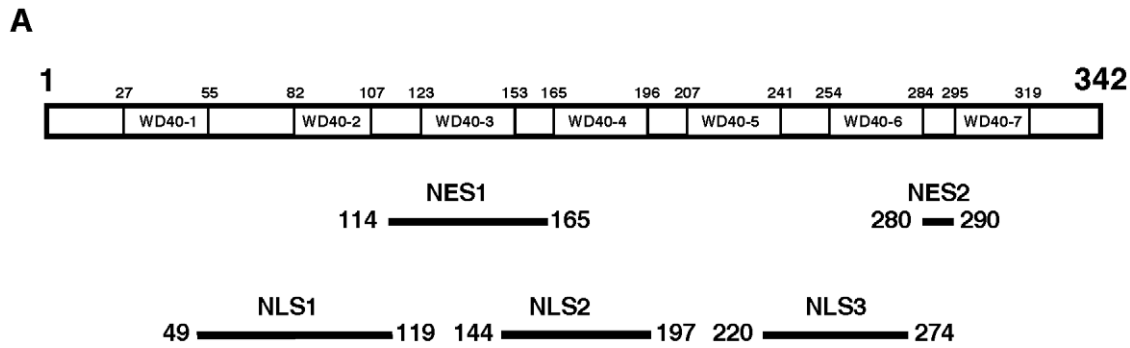 A
1 342
27 55 82 107 123 153 165 196 207 241 254 284 295 319
WD40-1 WD40-2 WD40-3 WD40-4 WD40-5 WD40-6 WD40-7
NES1 NES2
114 165 280 290
NLS1 NLS2 NLS3
49 119 144 197 220 274